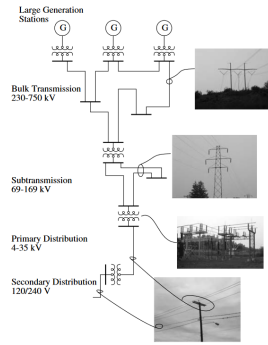 Large Generation
Stations
G G G
Bulk Transmission
230-750 kV
Subtransmission
69-169 kV
Primary Distribution
4-35 kV
Secondary Distribution
120/240 V